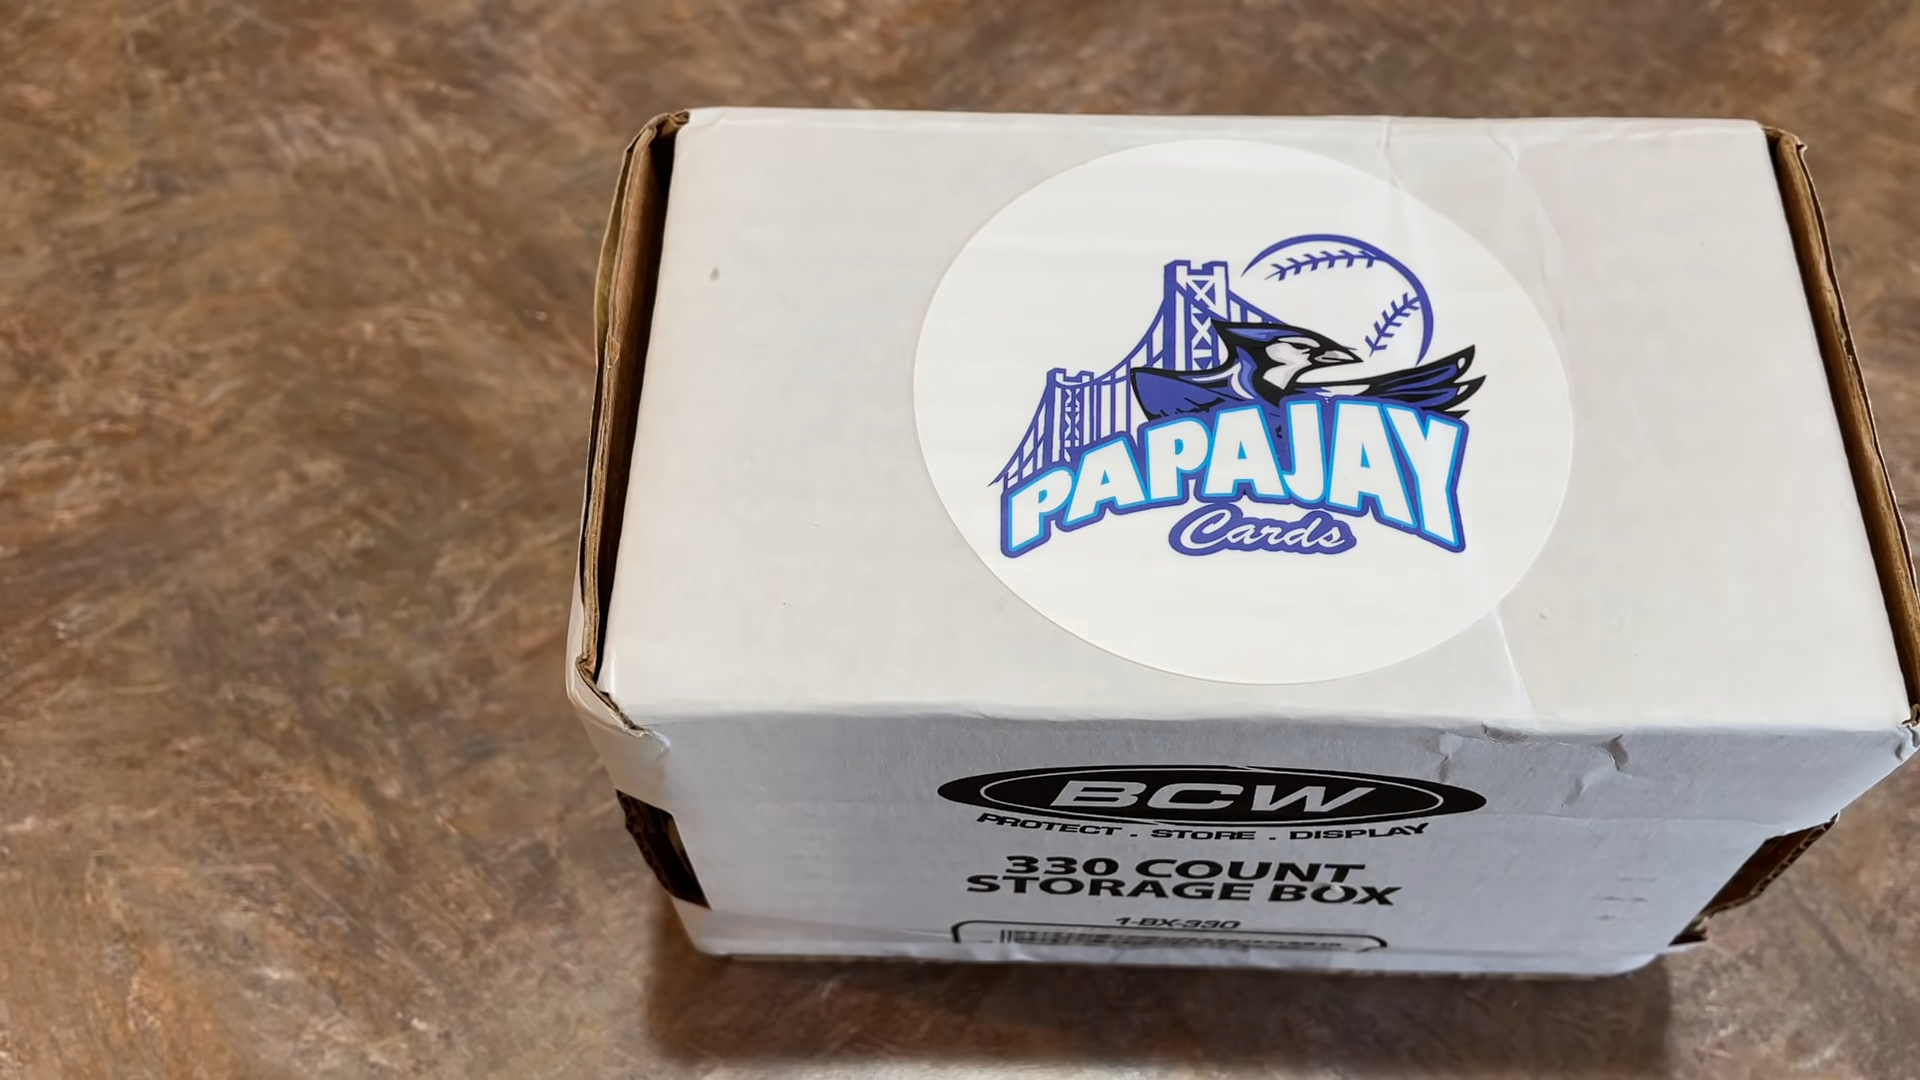 PAPAJAY
Cards
BCW
PROTECT . STORE . DISPLAY
330 COUNT
STORAGE BOX
1-BX-330